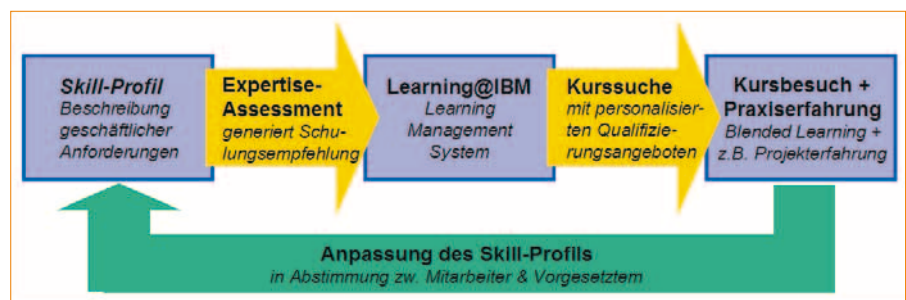 Skill-Profil
Beschreibung
geschäftlicher
Anforderungen
Expertise-
Assessment
generiert Schu-
lungsempfehlung
Learning@IBM
Learning
Management
System
Kurssuche
mit personalisier-
ten Qualifizie-
rungsangeboten
Kursbesuch +
Praxiserfahrung
Blended Learning +
z.B. Projekterfahrung
Anpassung des Skill-Profils
in Abstimmung zw. Mitarbeiter & Vorgesetztem